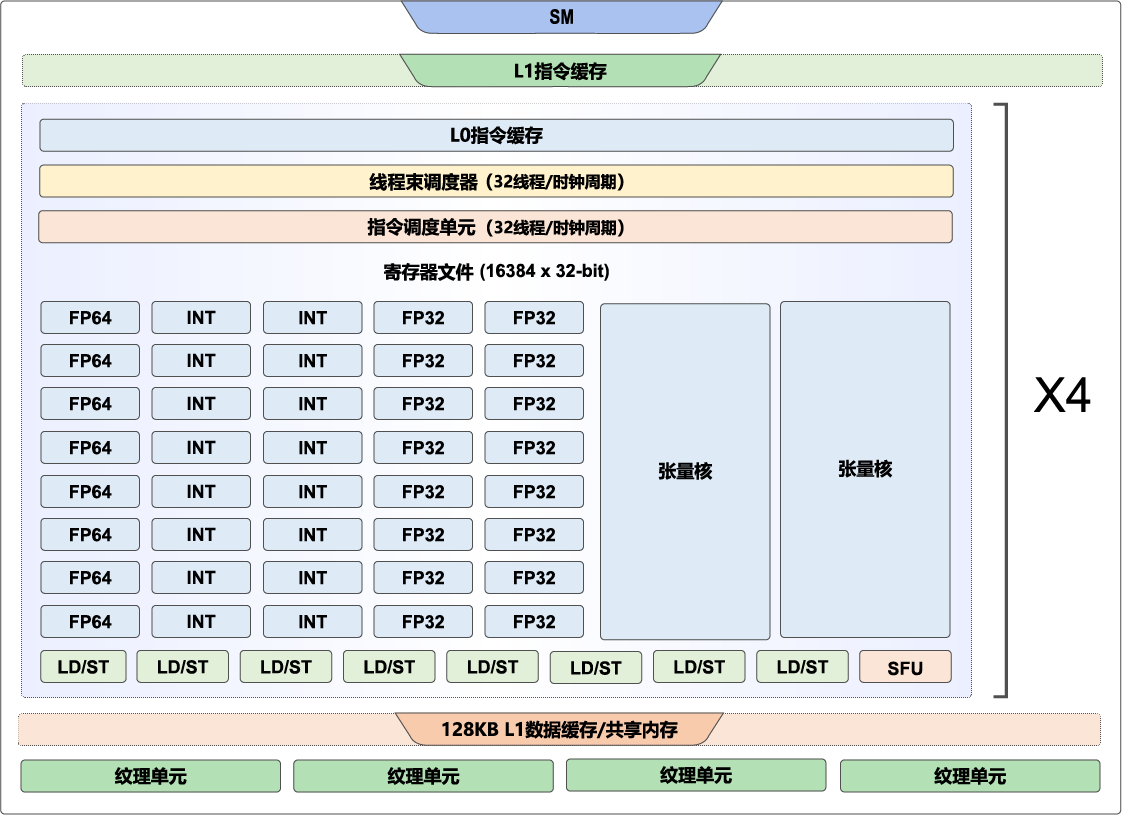 SM
L1指令缓存
L0指令缓存
线程束调度器（32线程/时钟周期）
指令调度单元（32线程/时钟周期）
寄存器文件 (16384 x 32-bit)
FP64 INT INT FP32 FP32
FP64 INT INT FP32 FP32
FP64 INT INT FP32 FP32
FP64 INT INT FP32 FP32
张量核 张量核
FP64 INT INT FP32 FP32
FP64 INT INT FP32 FP32
FP64 INT INT FP32 FP32
FP64 INT INT FP32 FP32
LD/ST LD/ST LD/ST LD/ST LD/ST LD/ST LD/ST LD/ST SFU
X4
128KB L1数据缓存/共享内存
纹理单元 纹理单元 纹理单元 纹理单元